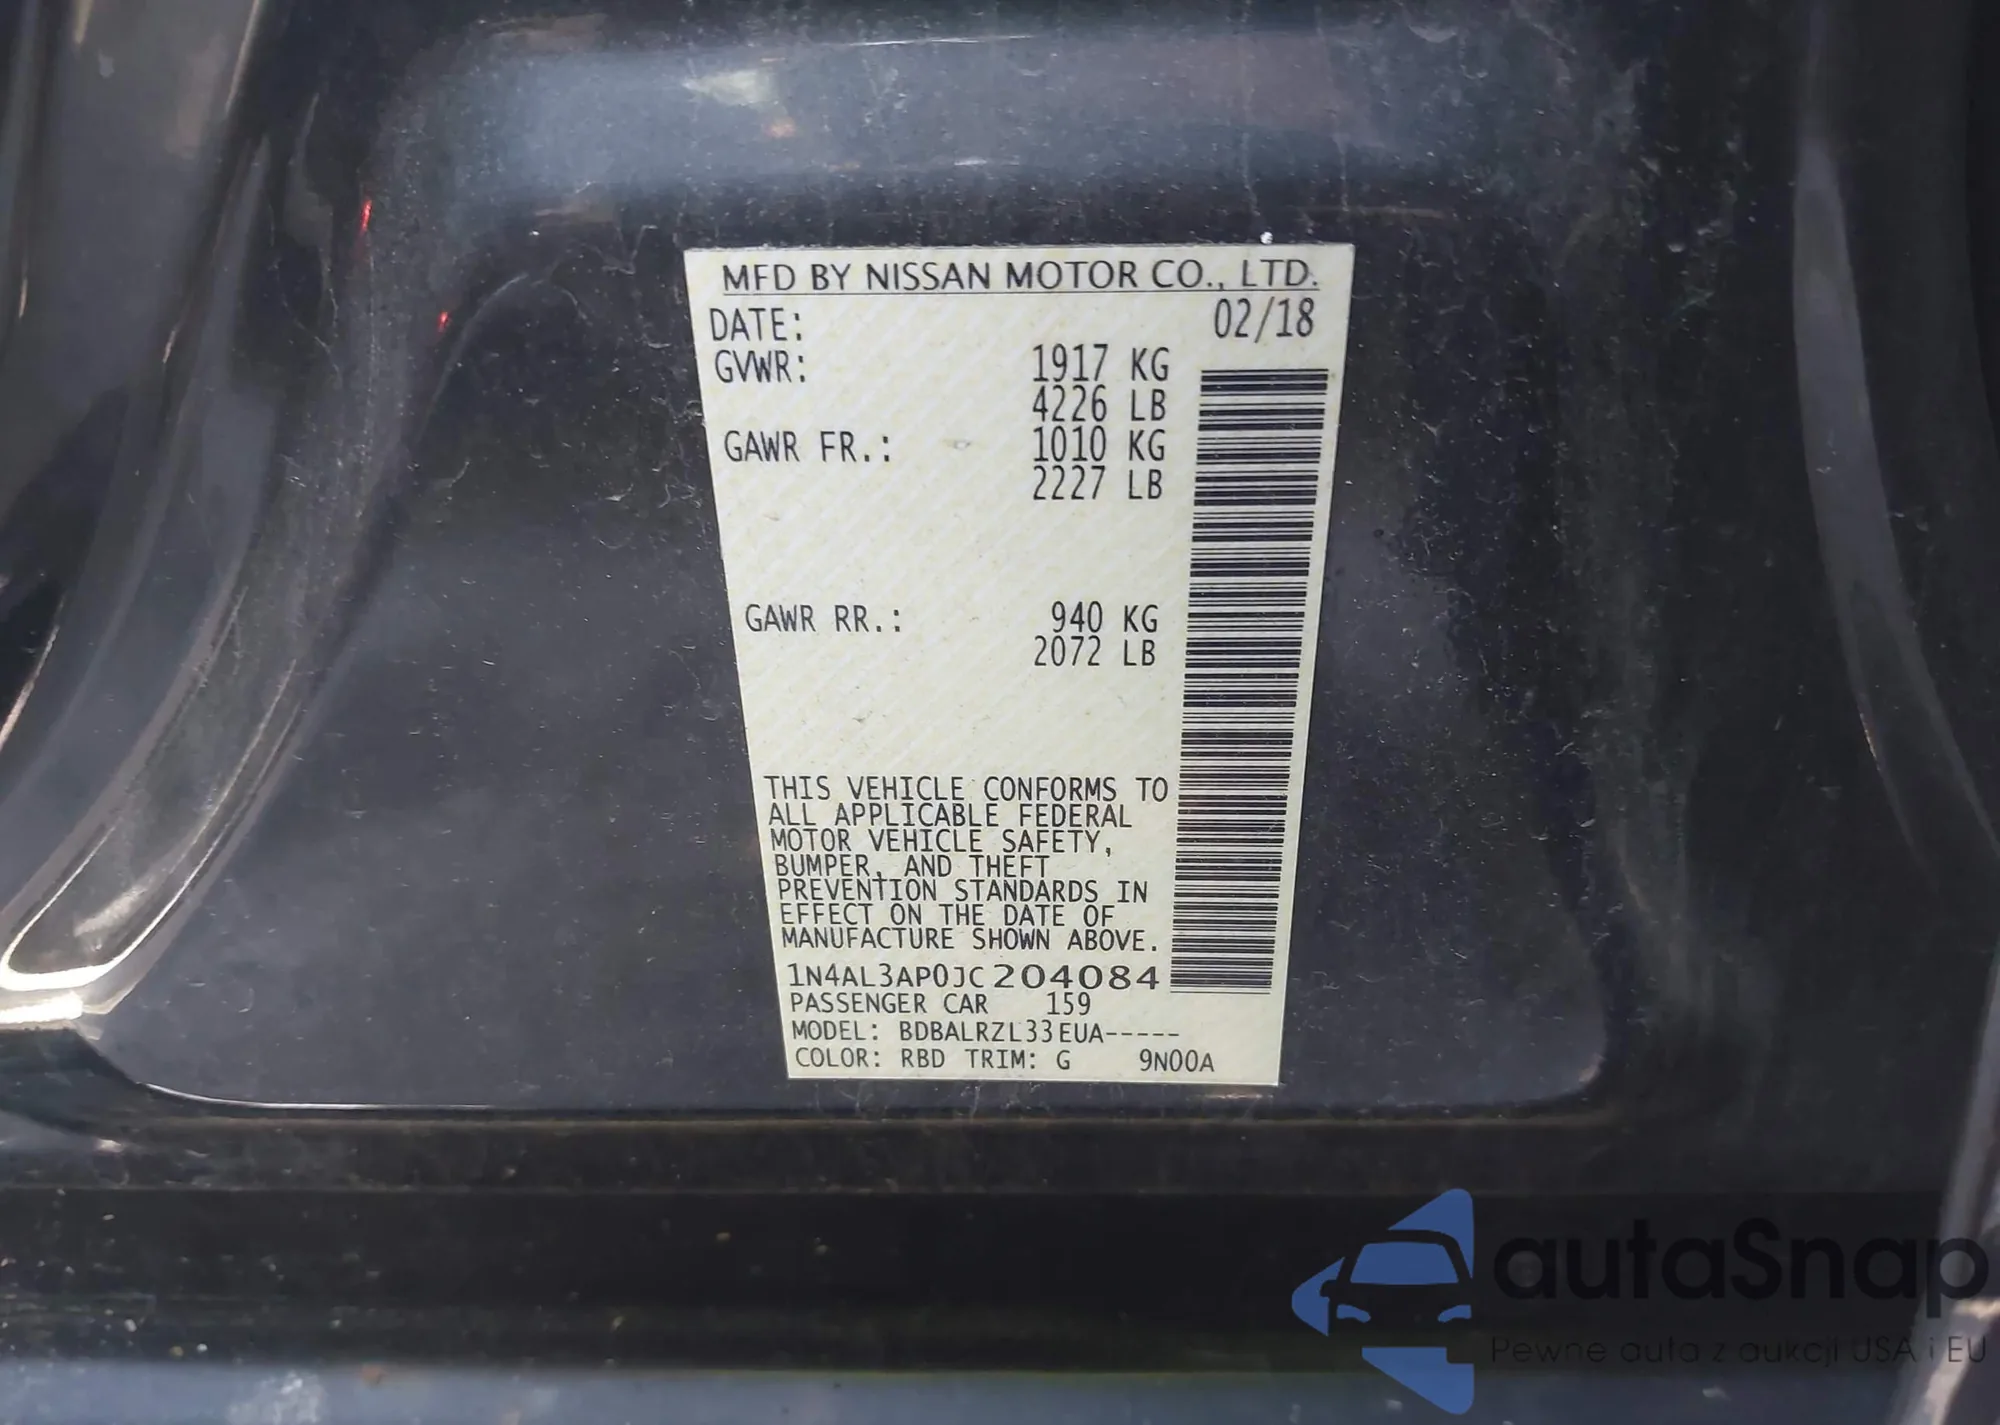 MFD BY NISSAN MOTOR CO., LTD.
DATE: 02/18
GVWR: 1917 KG
4226 LB
GAWR FR.: 1010 KG
2227 LB
GAWR RR.: 940 KG
2072 LB
THIS VEHICLE CONFORMS TO
ALL APPLICABLE FEDERAL
MOTOR VEHICLE SAFETY,
BUMPER, AND THEFT
PREVENTION STANDARDS IN
EFFECT ON THE DATE OF
MANUFACTURE SHOWN ABOVE.
1N4AL3AP0JC204084
PASSENGER CAR 159
MODEL: BDBALRZL33EUA-----
COLOR: RBD TRIM: G 9N00A
autaSnap
Pewne auta z aukcji USA i EU